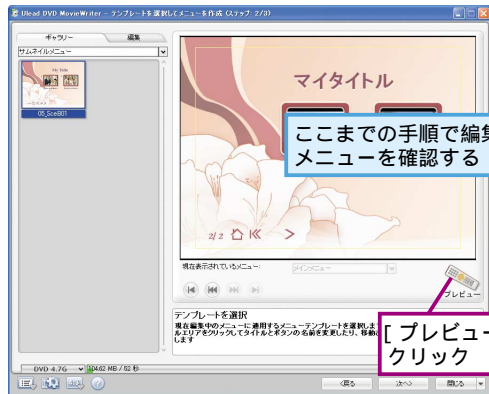 Ulead DVD MovieWriter - テンプレートを選択してメニューを作成 (ステップ: 2/3)
ギャラリー
編集
サムネイルメニュー
My Title
05_SceB01
マイタイトル
ここまでの手順で編集
メニューを確認する
2/2
現在表示されているメニュー:
メインメニュー
プレビュー
テンプレートを選択
現在編集中のメニューに適用するメニューテンプレートを選択しま
ルエリアをクリックしてタイトルとボタンの名前を変更したり、移動
します
[ プレビュー
クリック
DVD 4.7G
104.62 MB / 52 秒
<戻る
次へ>
閉じる